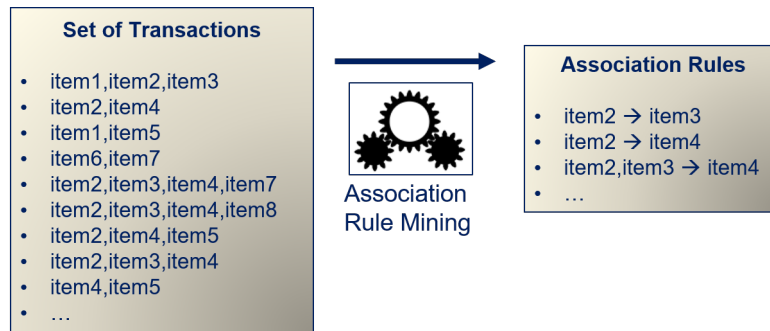 Set of Transactions
• item1,item2,item3
• item2,item4
• item1,item5
• item6,item7
• item2,item3,item4,item7
• item2,item3,item4,item8
• item2,item4,item5
• item2,item3,item4
• item4,item5
• …
Association
Rule Mining
Association Rules
• item2 → item3
• item2 → item4
• item2,item3 → item4
• …